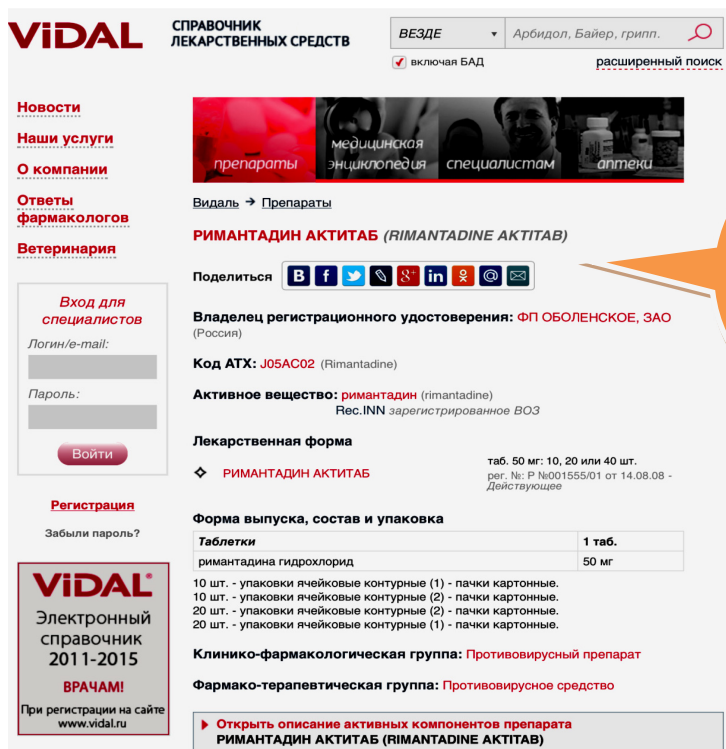 ViDAL
СПРАВОЧНИК
ЛЕКАРСТВЕННЫХ СРЕДСТВ
ВЕЗДЕ
Арбидол, Байер, грипп.
включая БАД
расширенный поиск
Новости
Наши услуги
О компании
Ответы
фармакологов
Ветеринария
препараты
медицинская
энциклопедия
специалистам
аптеки
Видаль → Препараты
РИМАНТАДИН АКТИТАБ (RIMANTADINE AKTITAB)
Поделиться
Владелец регистрационного удостоверения: ФП ОБОЛЕНСКОЕ, ЗАО
(Россия)
Код АТХ: J05AC02 (Rimantadine)
Активное вещество: римантадин (rimantadine)
Rec.INN зарегистрированное ВОЗ
Лекарственная форма
РИМАНТАДИН АКТИТАБ
таб. 50 мг: 10, 20 или 40 шт.
рег. №: Р №001555/01 от 14.08.08 -
Действующее
Форма выпуска, состав и упаковка
Таблетки 1 таб.
римантадина гидрохлорид 50 мг
10 шт. - упаковки ячейковые контурные (1) - пачки картонные.
10 шт. - упаковки ячейковые контурные (2) - пачки картонные.
20 шт. - упаковки ячейковые контурные (2) - пачки картонные.
20 шт. - упаковки ячейковые контурные (1) - пачки картонные.
Клинико-фармакологическая группа: Противовирусный препарат
Фармако-терапевтическая группа: Противовирусное средство
Открыть описание активных компонентов препарата
РИМАНТАДИН АКТИТАБ (RIMANTADINE AKTITAB)
Вход для
специалистов
Логин/e-mail:
Пароль:
Войти
Регистрация
Забыли пароль?
ViDAL
Электронный
справочник
2011-2015
ВРАЧАМ!
При регистрации на сайте
www.vidal.ru